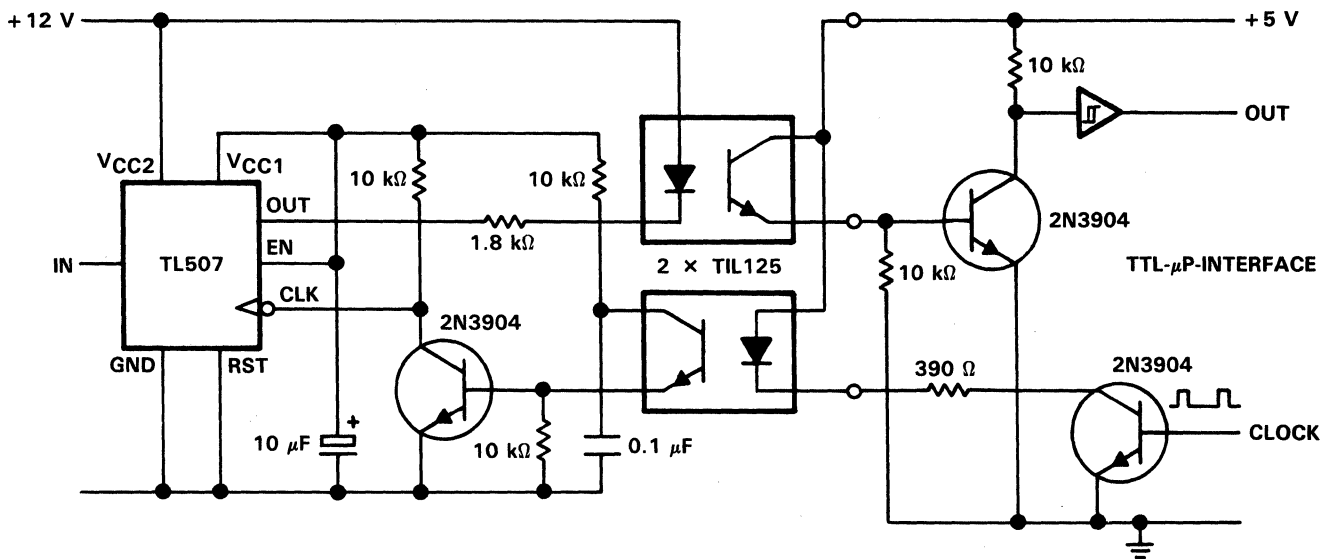 +12 V
+5 V
10 kΩ
OUT
VCC2
VCC1
10 kΩ
10 kΩ
OUT
1.8 kΩ
2N3904
IN
TL507
EN
2 × TIL125
10 kΩ
TTL-μP-INTERFACE
CLK
2N3904
GND
RST
390 Ω
2N3904
+
10 μF
10 kΩ
0.1 μF
CLOCK